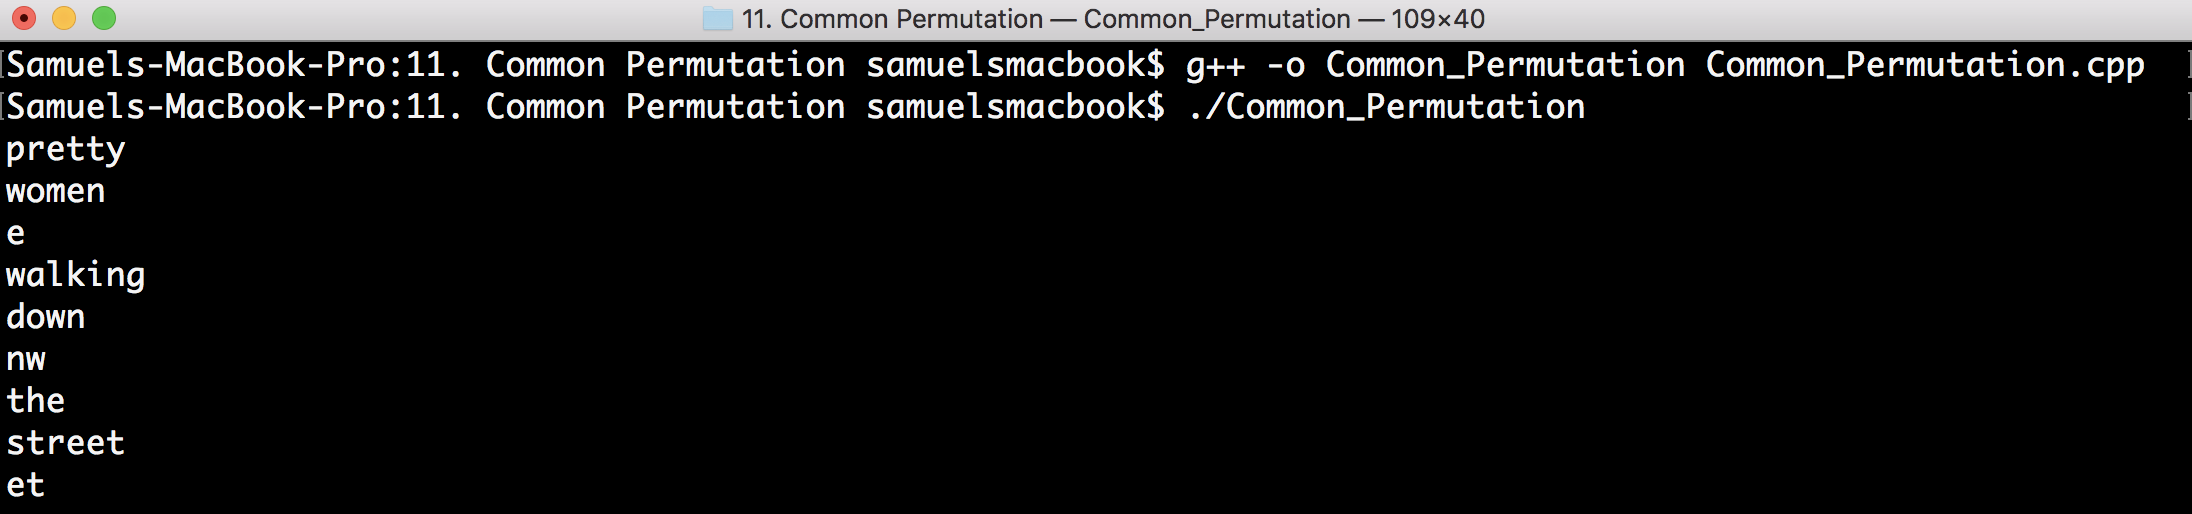 11. Common Permutation — Common_Permutation — 109×40
[Samuels-MacBook-Pro:11. Common Permutation samuelsmacbook$ g++ -o Common_Permutation Common_Permutation.cpp ]
[Samuels-MacBook-Pro:11. Common Permutation samuelsmacbook$ ./Common_Permutation ]
pretty
women
e
walking
down
nw
the
street
et